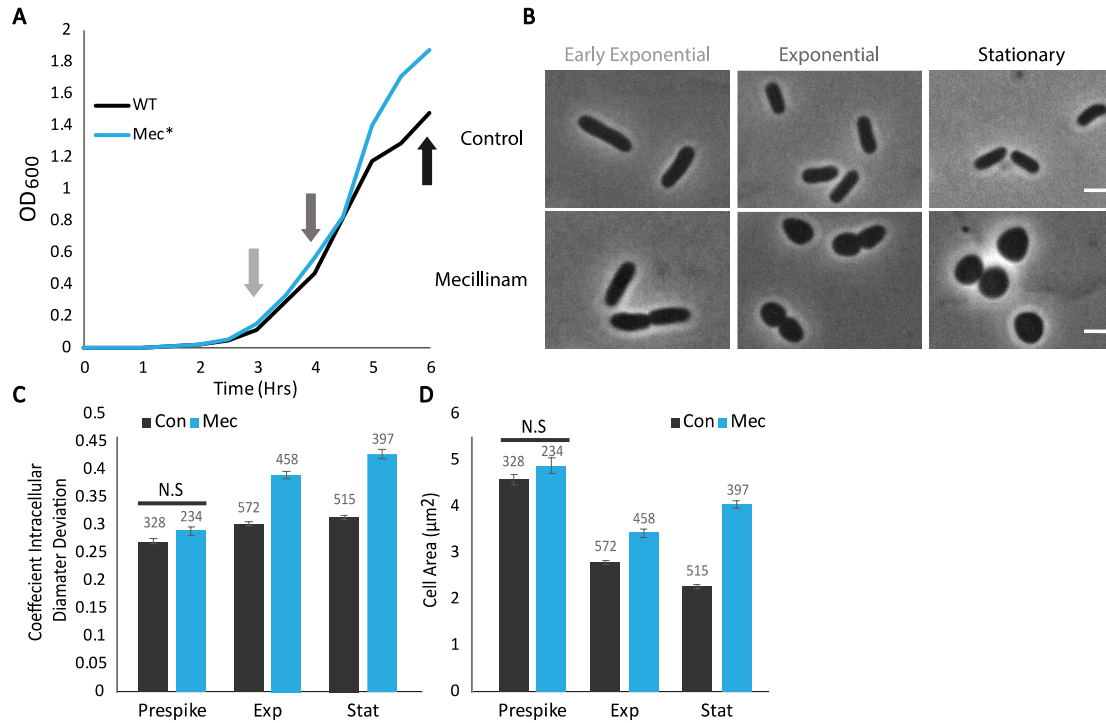 A
2
1.8
1.6
1.4
1.2
1
0.8
0.6
0.4
0.2
0
OD600
WT
Mec*
0 1 2 3 4 5 6
Time (Hrs)
B
Early Exponential Exponential Stationary
Control
Mecillinam
C
0.5
0.45
0.4
0.35
0.3
0.25
0.2
0.15
0.1
0.05
0
Coeffecient Intracellular
Diamater Deviation
Con Mec
N.S
328 234 572 458 515 397
Prespike Exp Stat
D
6
5
4
3
2
1
0
Cell Area (µm2)
Con Mec
N.S
328 234 572 458 515 397
Prespike Exp Stat